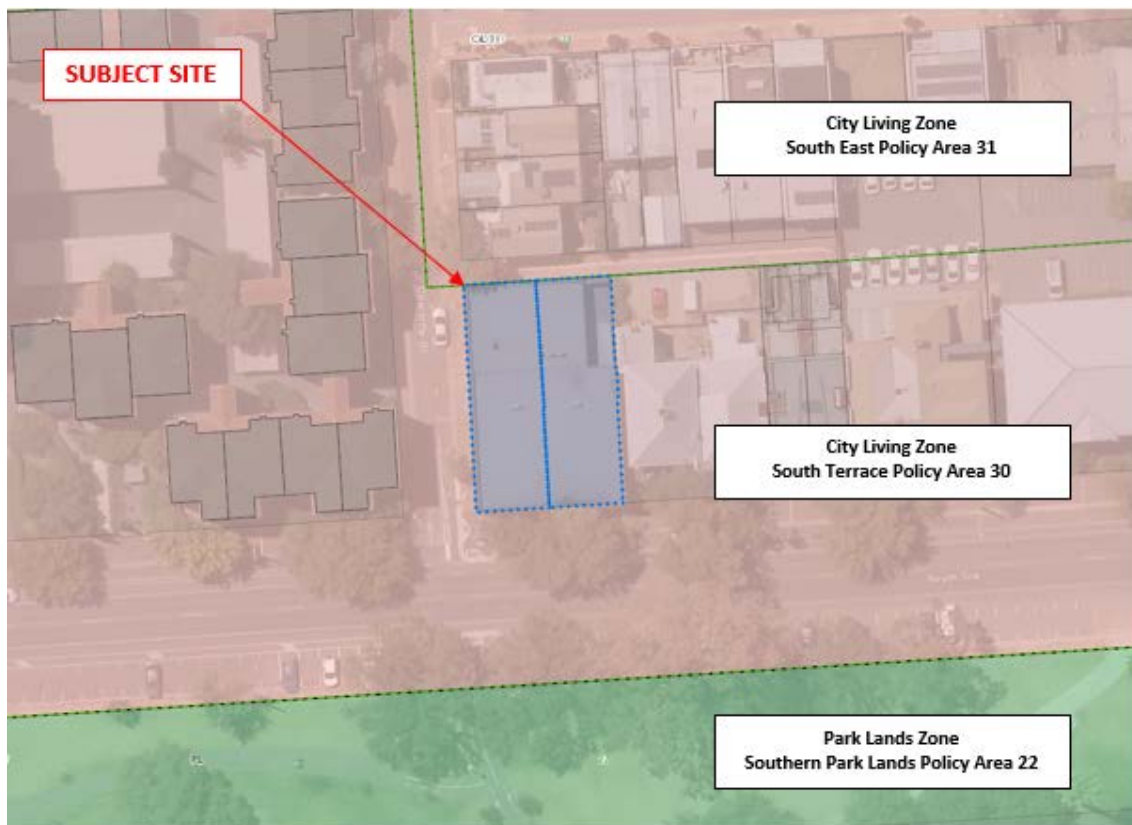 SUBJECT SITE
City Living Zone
South East Policy Area 31
City Living Zone
South Terrace Policy Area 30
Park Lands Zone
Southern Park Lands Policy Area 22